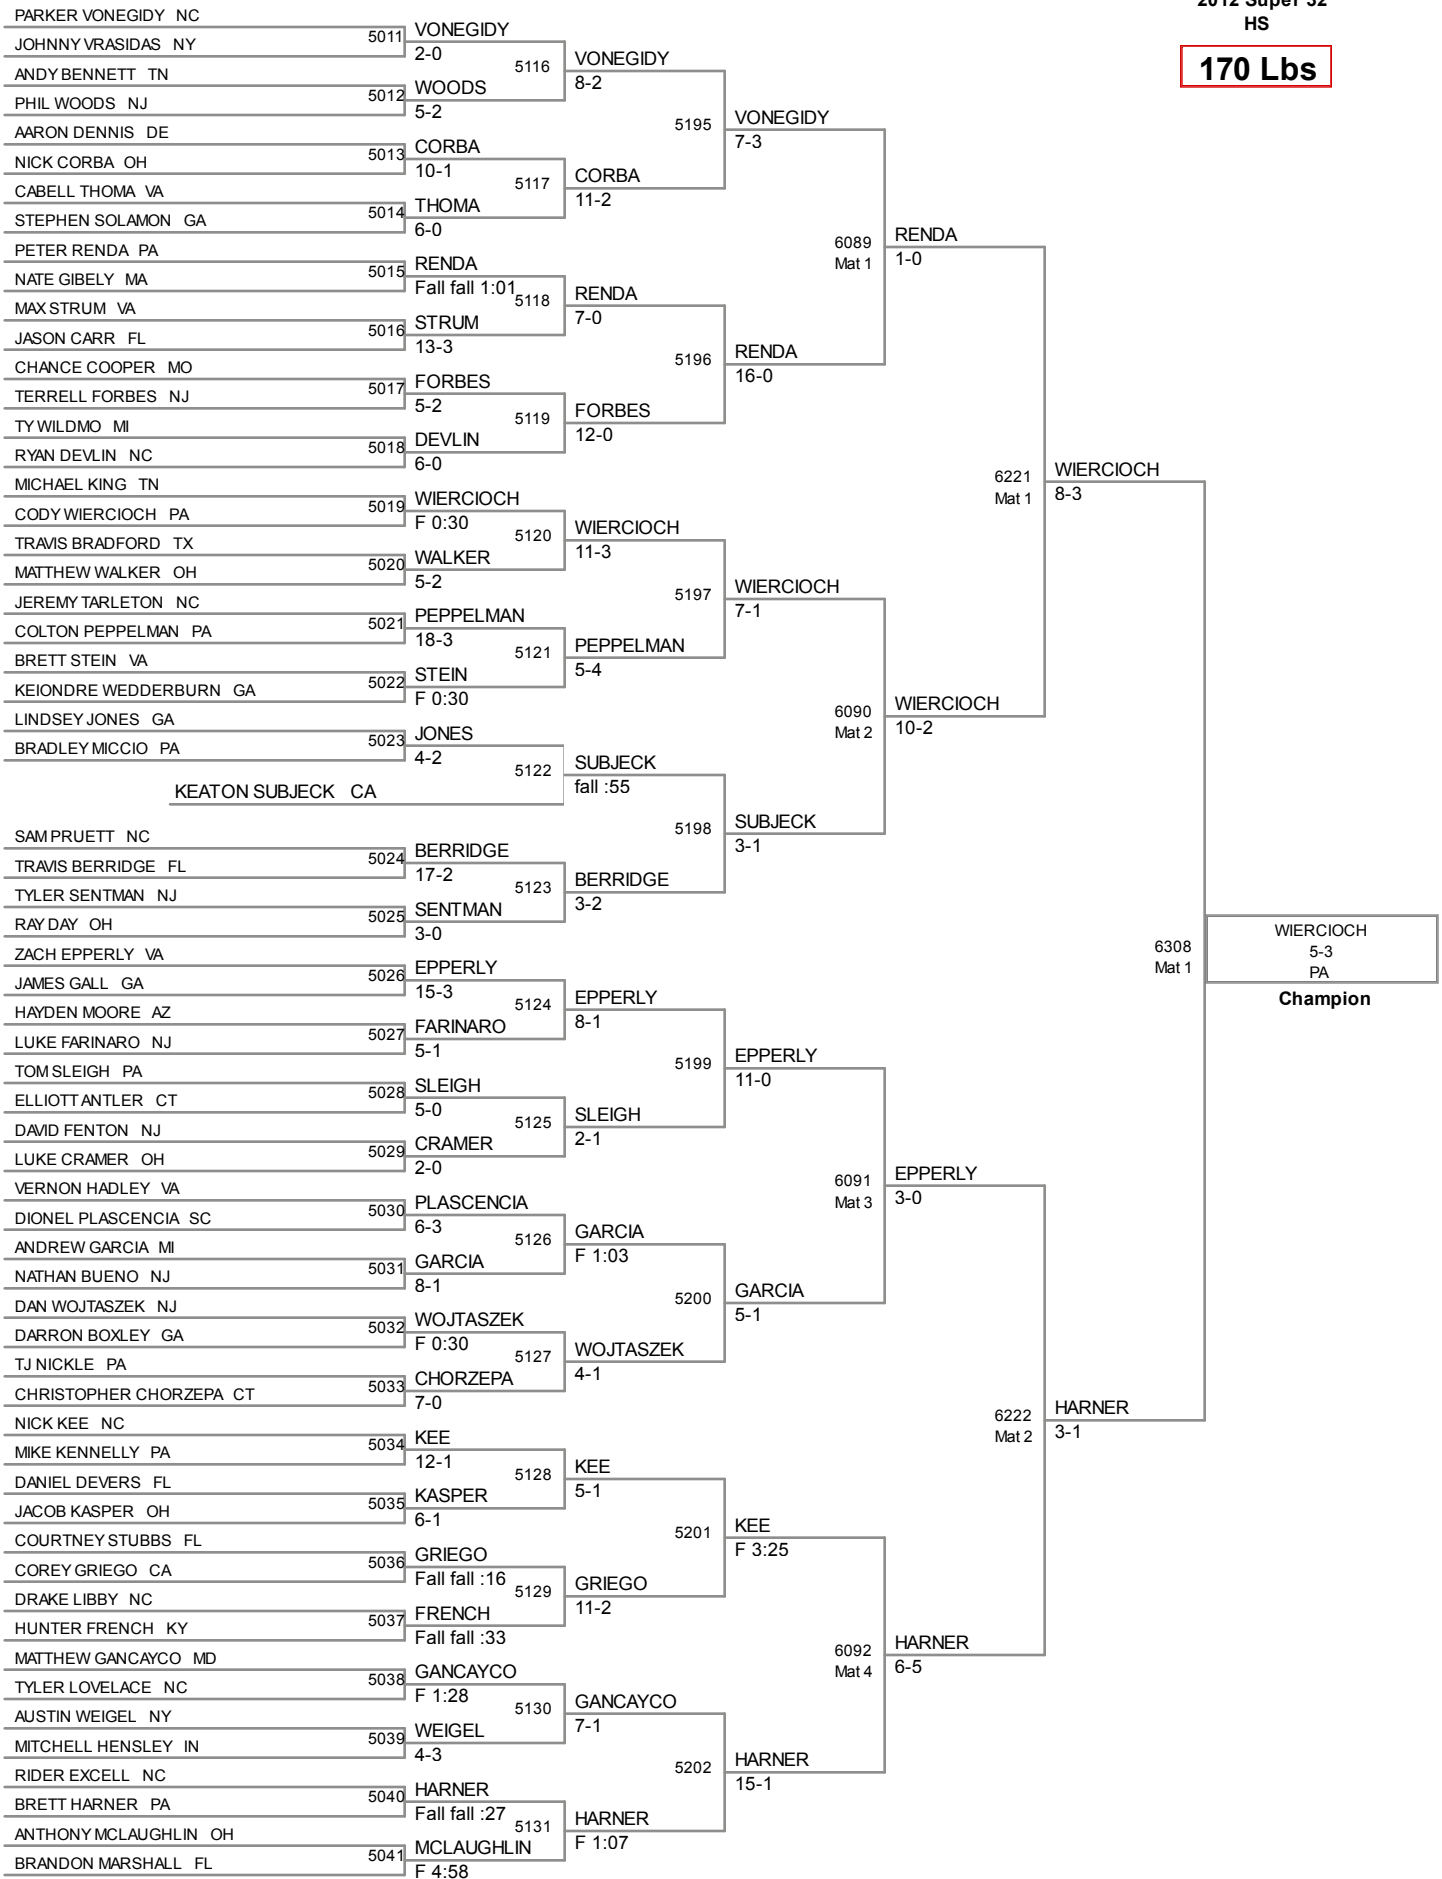 2012 Super 32
HS
170 Lbs
PARKER VONEGIDY NC
JOHNNY VRASIDAS NY
ANDY BENNETT TN
PHIL WOODS NJ
AARON DENNIS DE
NICK CORBA OH
CABELL THOMA VA
STEPHEN SOLAMON GA
PETER RENDA PA
NATE GIBELY MA
MAX STRUM VA
JASON CARR FL
CHANCE COOPER MO
TERRELL FORBES NJ
TY WILDMO MI
RYAN DEVLIN NC
MICHAEL KING TN
CODY WIERCIOCH PA
TRAVIS BRADFORD TX
MATTHEW WALKER OH
JEREMY TARLETON NC
COLTON PEPPELMAN PA
BRETT STEIN VA
KEIONDRE WEDDERBURN GA
LINDSEY JONES GA
BRADLEY MICCIO PA
KEATON SUBJECK CA
SAM PRUETT NC
TRAVIS BERRIDGE FL
TYLER SENTMAN NJ
RAY DAY OH
ZACH EPPERLY VA
JAMES GALL GA
HAYDEN MOORE AZ
LUKE FARINARO NJ
TOM SLEIGH PA
ELLIOTT ANTLER CT
DAVID FENTON NJ
LUKE CRAMER OH
VERNON HADLEY VA
DIONEL PLASCENCIA SC
ANDREW GARCIA MI
NATHAN BUENO NJ
DAN WOJTASZEK NJ
DARRON BOXLEY GA
TJ NICKLE PA
CHRISTOPHER CHORZEPA CT
NICK KEE NC
MIKE KENNELLY PA
DANIEL DEVERS FL
JACOB KASPER OH
COURTNEY STUBBS FL
COREY GRIEGO CA
DRAKE LIBBY NC
HUNTER FRENCH KY
MATTHEW GANCAYCO MD
TYLER LOVELACE NC
AUSTIN WEIGEL NY
MITCHELL HENSLEY IN
RIDER EXCELL NC
BRETT HARNER PA
ANTHONY MCLAUGHLIN OH
BRANDON MARSHALL FL
5011 VONEGIDY
2-0
5012 WOODS
5-2
5013 CORBA
10-1
5014 THOMA
6-0
5015 RENDA
Fall fall 1:01
5016 STRUM
13-3
5017 FORBES
5-2
5018 DEVLIN
6-0
5019 WIERCIOCH
F 0:30
5020 WALKER
5-2
5021 PEPPELMAN
18-3
5022 STEIN
F 0:30
5023 JONES
4-2
5024 BERRIDGE
17-2
5025 SENTMAN
3-0
5026 EPPERLY
15-3
5027 FARINARO
5-1
5028 SLEIGH
5-0
5029 CRAMER
2-0
5030 PLASCENCIA
6-3
5031 GARCIA
8-1
5032 WOJTASZEK
F 0:30
5033 CHORZEPA
7-0
5034 KEE
12-1
5035 KASPER
6-1
5036 GRIEGO
Fall fall :16
5037 FRENCH
Fall fall :33
5038 GANCAYCO
F 1:28
5039 WEIGEL
4-3
5040 HARNER
Fall fall :27
5041 MCLAUGHLIN
F 4:58
5116 VONEGIDY
8-2
5117 CORBA
11-2
5118 RENDA
7-0
5119 FORBES
12-0
5120 WIERCIOCH
11-3
5121 PEPPELMAN
5-4
5122 SUBJECK
fall :55
5123 BERRIDGE
3-2
5124 EPPERLY
8-1
5125 SLEIGH
2-1
5126 GARCIA
F 1:03
5127 WOJTASZEK
4-1
5128 KEE
5-1
5129 GRIEGO
11-2
5130 GANCAYCO
7-1
5131 HARNER
F 1:07
5195 VONEGIDY
7-3
5196 RENDA
16-0
5197 WIERCIOCH
7-1
5198 SUBJECK
3-1
5199 EPPERLY
11-0
5200 GARCIA
5-1
5201 KEE
F 3:25
5202 HARNER
15-1
6089 RENDA
Mat 1 1-0
6090 WIERCIOCH
Mat 2 10-2
6091 EPPERLY
Mat 3 3-0
6092 HARNER
Mat 4 6-5
6221 WIERCIOCH
Mat 1 8-3
6222 HARNER
Mat 2 3-1
6308
Mat 1
WIERCIOCH
5-3
PA
Champion